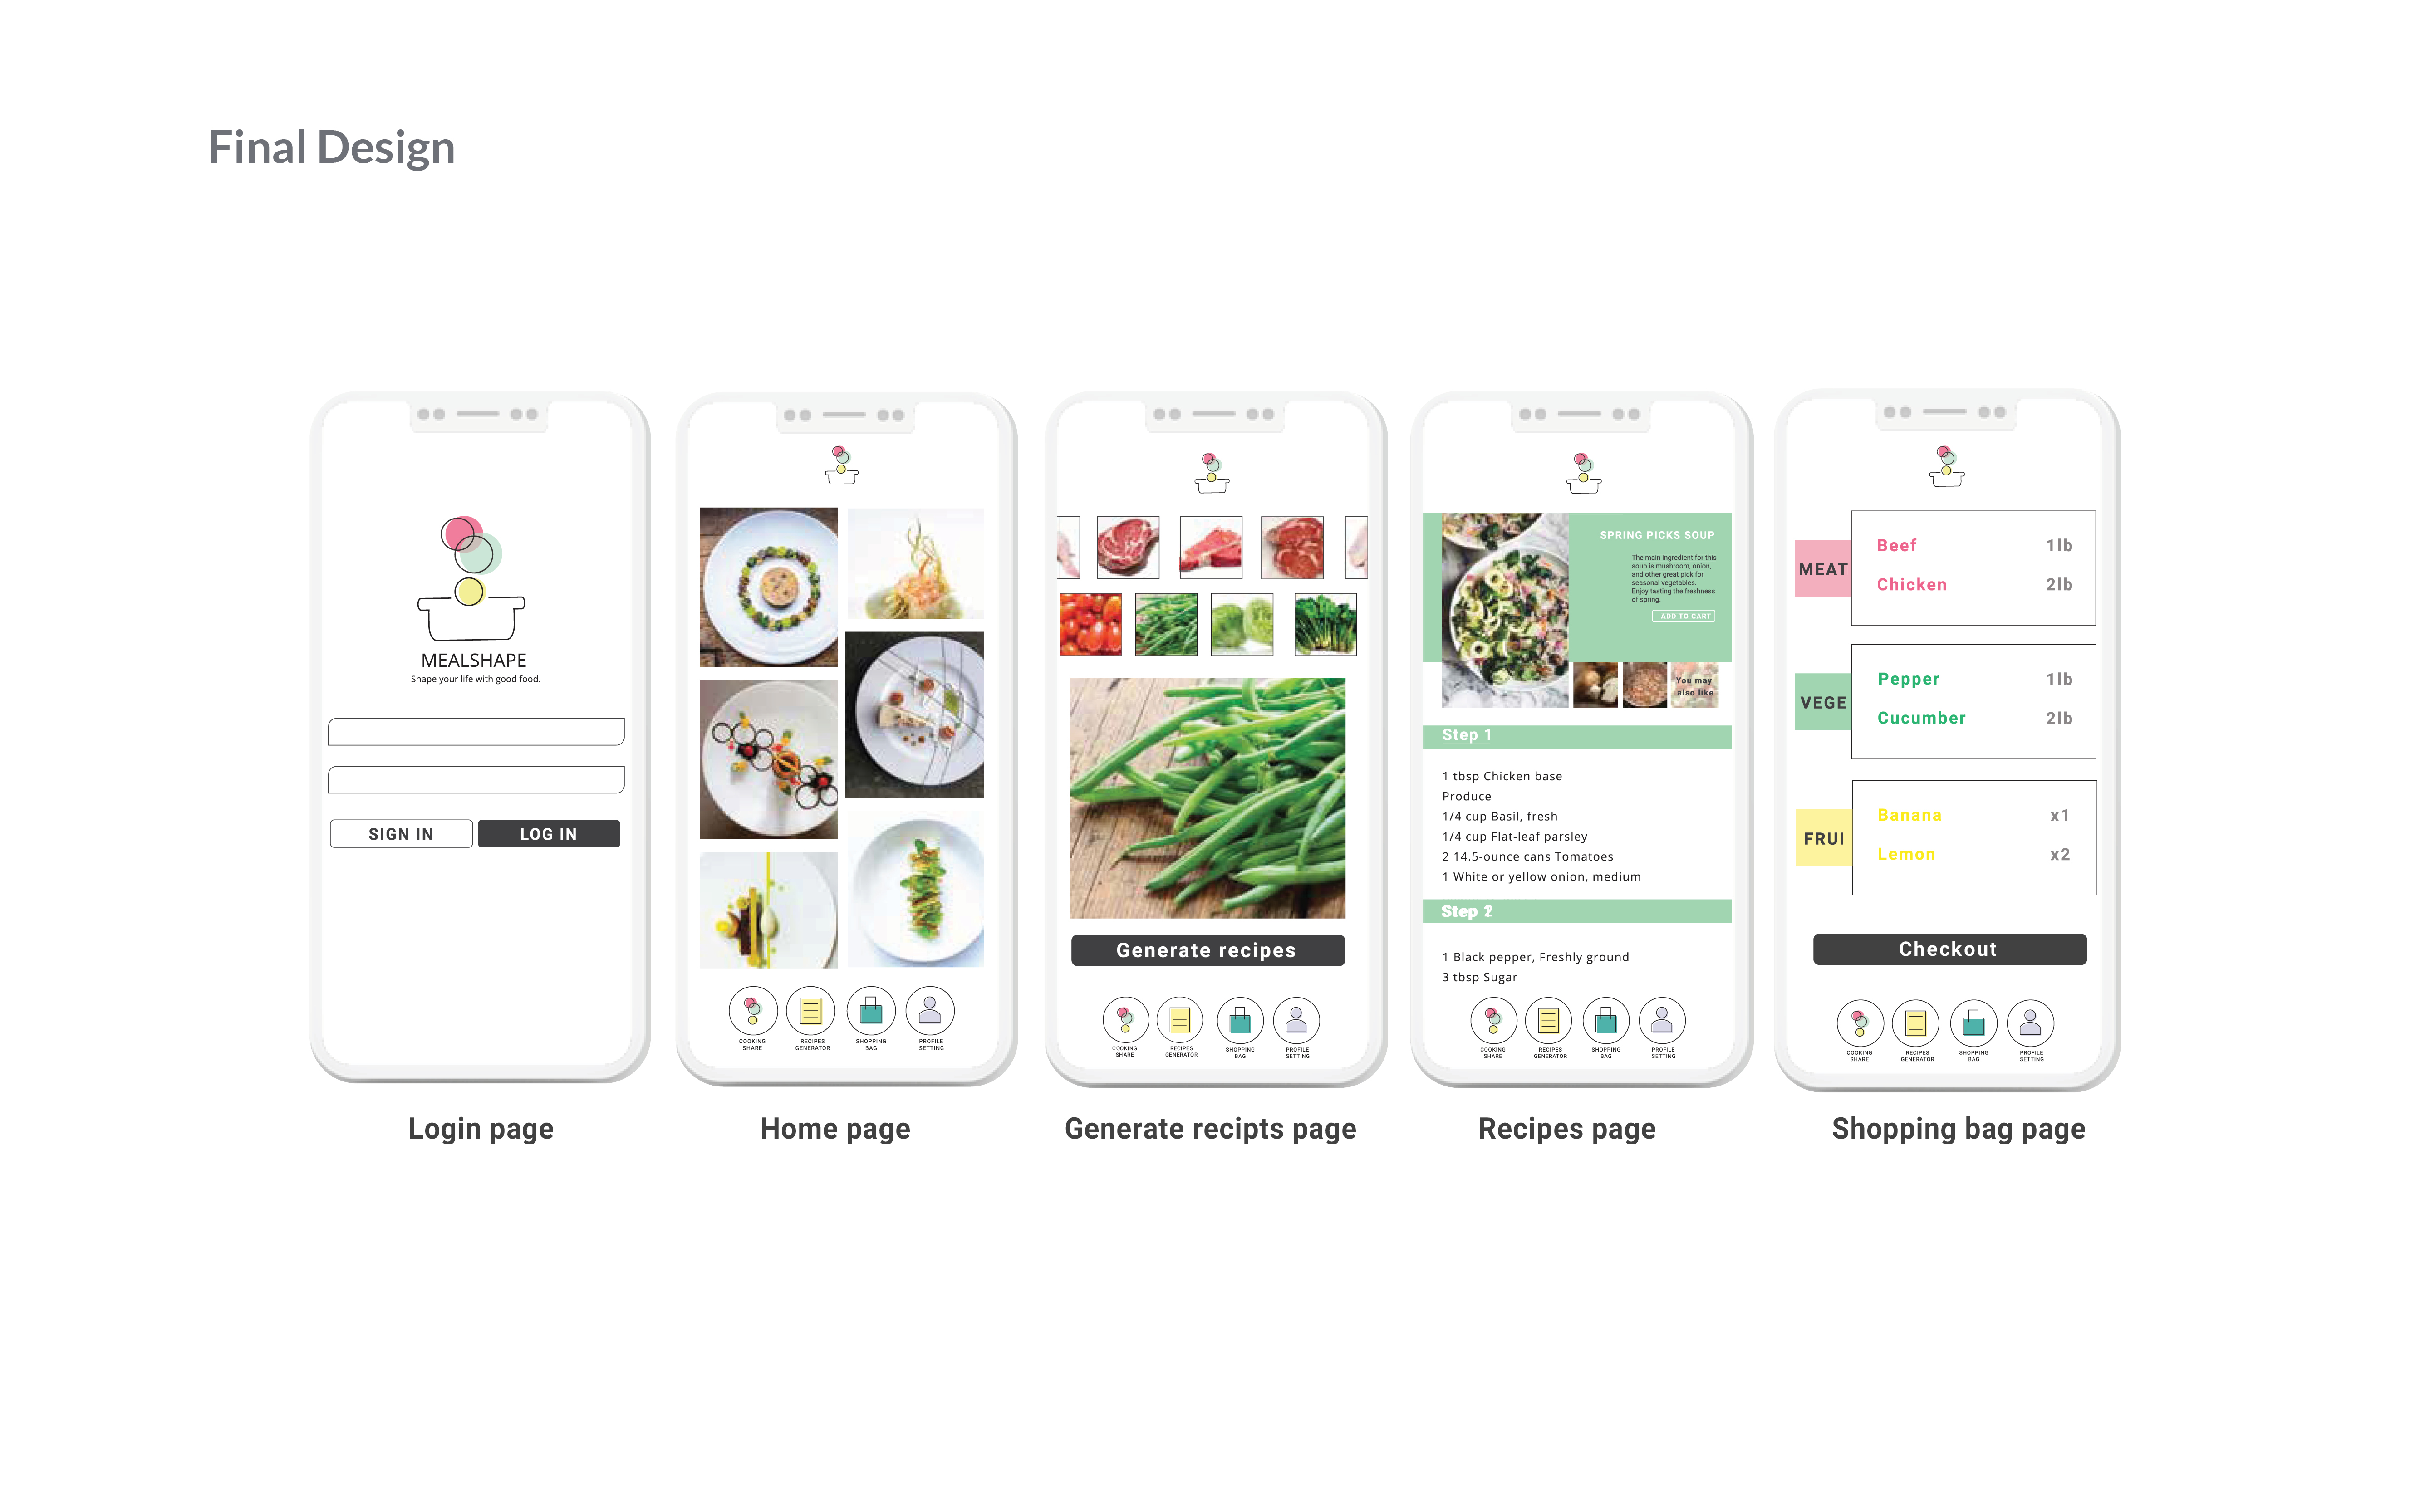 Final Design
MEALSHAPE
Shape your life with good food.
SIGN IN
LOG IN
Login page
COOKING
SHARE
RECIPES
GENERATOR
SHOPPING
BAG
PROFILE
SETTING
Home page
Generate recipes
COOKING
SHARE
RECIPES
GENERATOR
SHOPPING
BAG
PROFILE
SETTING
Generate recipts page
SPRING PICKS SOUP
The main ingredient for this
soup is mushroom, onion,
and other great pick for
seasonal vegetables.
Enjoy tasting the freshness
of spring.
ADD TO CART
You may
also like
Step 1
1 tbsp Chicken base
Produce
1/4 cup Basil, fresh
1/4 cup Flat-leaf parsley
2 14.5-ounce cans Tomatoes
1 White or yellow onion, medium
Step 2
1 Black pepper, Freshly ground
3 tbsp Sugar
COOKING
SHARE
RECIPES
GENERATOR
SHOPPING
BAG
PROFILE
SETTING
Recipes page
MEAT
Beef 1lb
Chicken 2lb
VEGE
Pepper 1lb
Cucumber 2lb
FRUI
Banana x1
Lemon x2
Checkout
COOKING
SHARE
RECIPES
GENERATOR
SHOPPING
BAG
PROFILE
SETTING
Shopping bag page